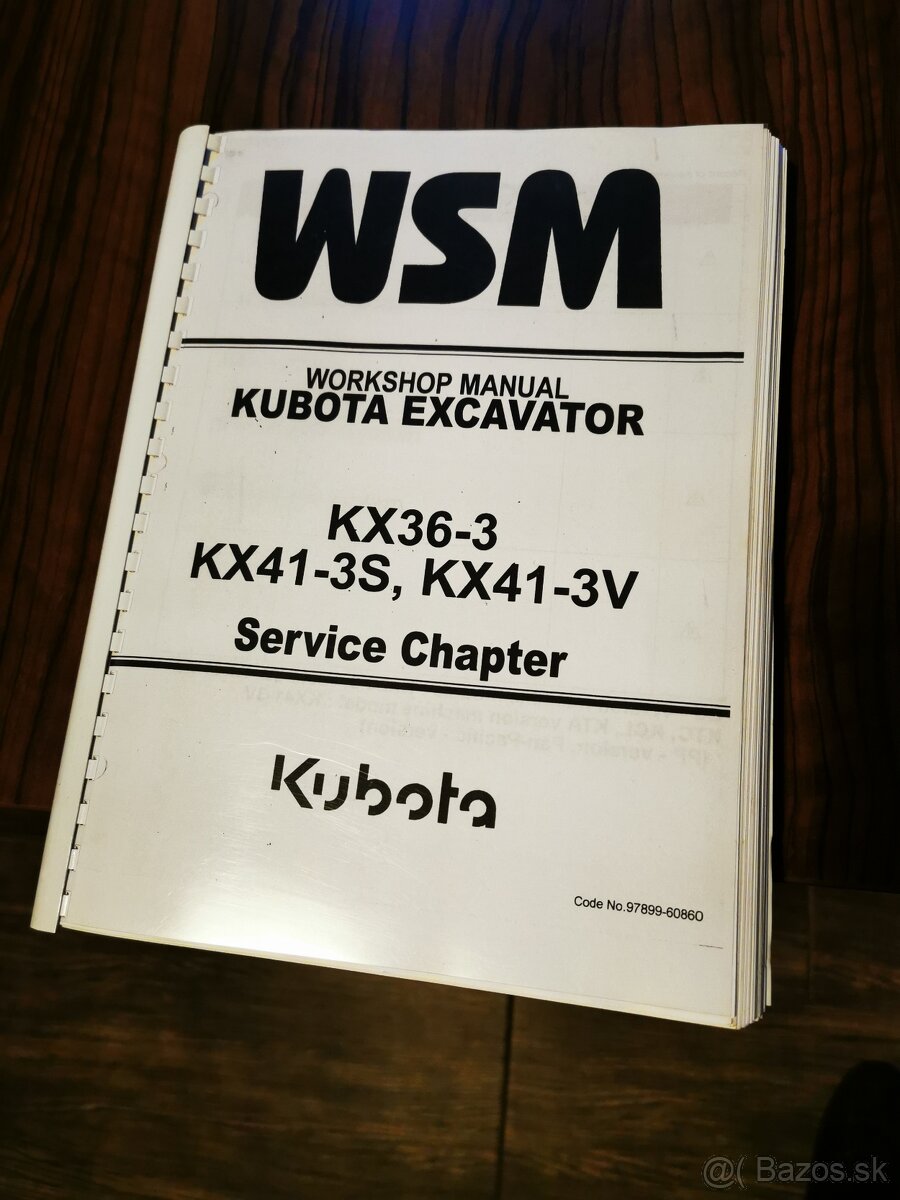 WSM
WORKSHOP MANUAL
KUBOTA EXCAVATOR
KX36-3
KX41-3S, KX41-3V
Service Chapter
Kubota
Code No.97899-60860
@( Bazos.sk